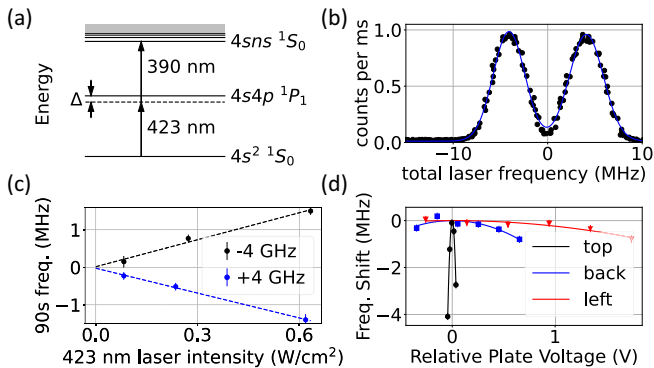 (a)
4sns ¹S₀
390 nm
4s4p ¹P₁
Δ
423 nm
4s² ¹S₀
Energy
(b)
1.0
0.5
0.0
counts per ms
−10
0
10
total laser frequency (MHz)
(c)
1
0
−1
90s freq. (MHz)
-4 GHz
+4 GHz
0.0
0.3
0.6
423 nm laser intensity (W/cm²)
(d)
0
−2
−4
Freq. Shift (MHz)
top
back
left
0
1
Relative Plate Voltage (V)